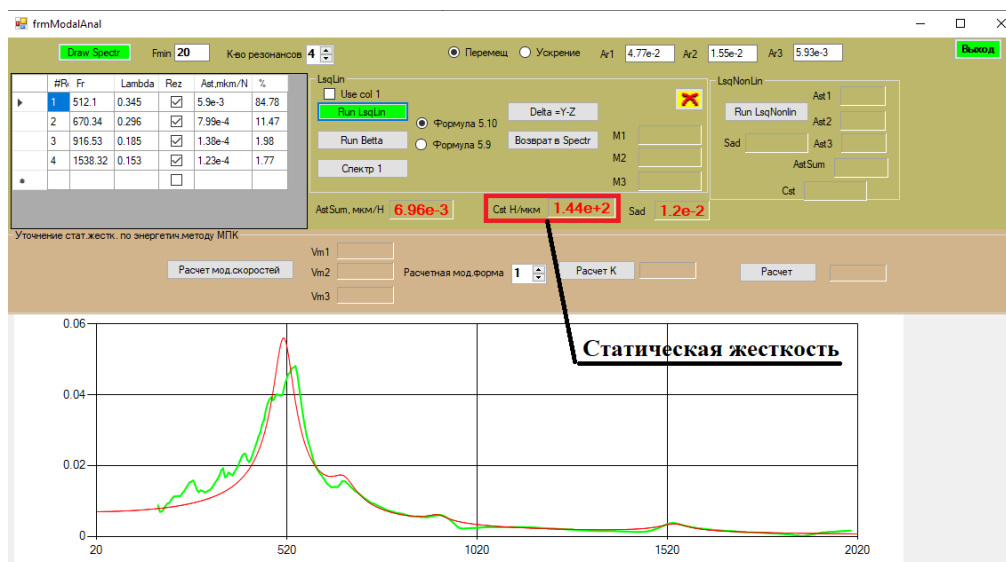 frmModalAnal
Draw Spectr Fmin 20 К-во резонансов 4 Перемещ Ускрение Ar1 4.77e-2 Ar2 1.55e-2 Ar3 5.93e-3 Выход
Fr Lambda Rez Ast,mkm/N %
1 512.1 0.345 5.9e-3 84.78
2 670.34 0.296 7.99e-4 11.47
3 916.53 0.185 1.38e-4 1.98
4 1538.32 0.153 1.23e-4 1.77
LsqLin
Use col 1
Run LsqLin Формула 5.10 Delta =Y-Z
Run Betta Формула 5.9 Возврат в Spectr M1
Спектр 1 M2
M3
LsqNonLin
Ast1
Run LsqNonlin Ast2
Sad Ast3
AstSum
Cst
AstSum, мкм/Н 6.96e-3 Cst Н/мкм 1.44e+2 Sad 1.2e-2
Уточнение стат.жестк. по энергетич.методу МПК
Vm1
Расчет мод.скоростей Vm2 Расчетная мод.форма 1 Расчет K Расчет
Vm3
Статическая жесткость
0.06
0.04
0.02
0
20 520 1020 1520 2020